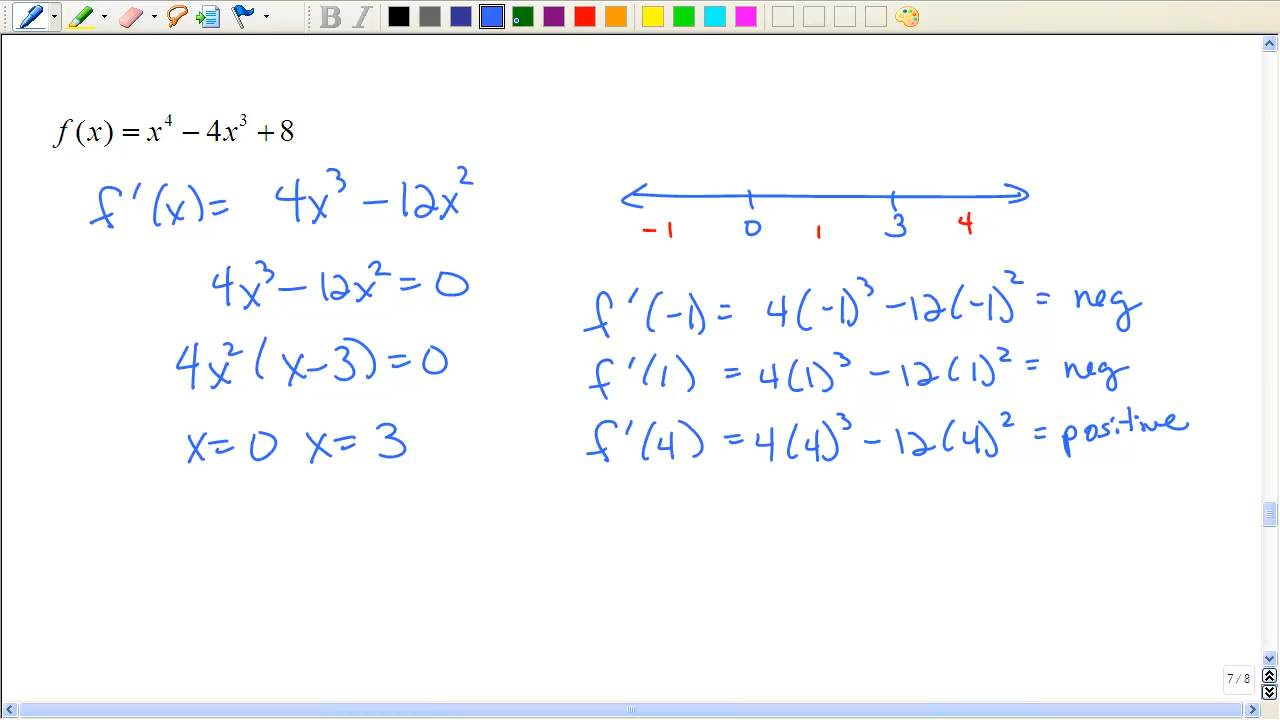 B I
f(x) = x⁴ − 4x³ + 8
f'(x) = 4x³ − 12x²
4x³ − 12x² = 0
4x² (x − 3) = 0
x = 0 x = 3
−1 0 1 3 4
f'(−1) = 4(−1)³ − 12(−1)² = neg
f'(1) = 4(1)³ − 12(1)² = neg
f'(4) = 4(4)³ − 12(4)² = positive
7 / 8